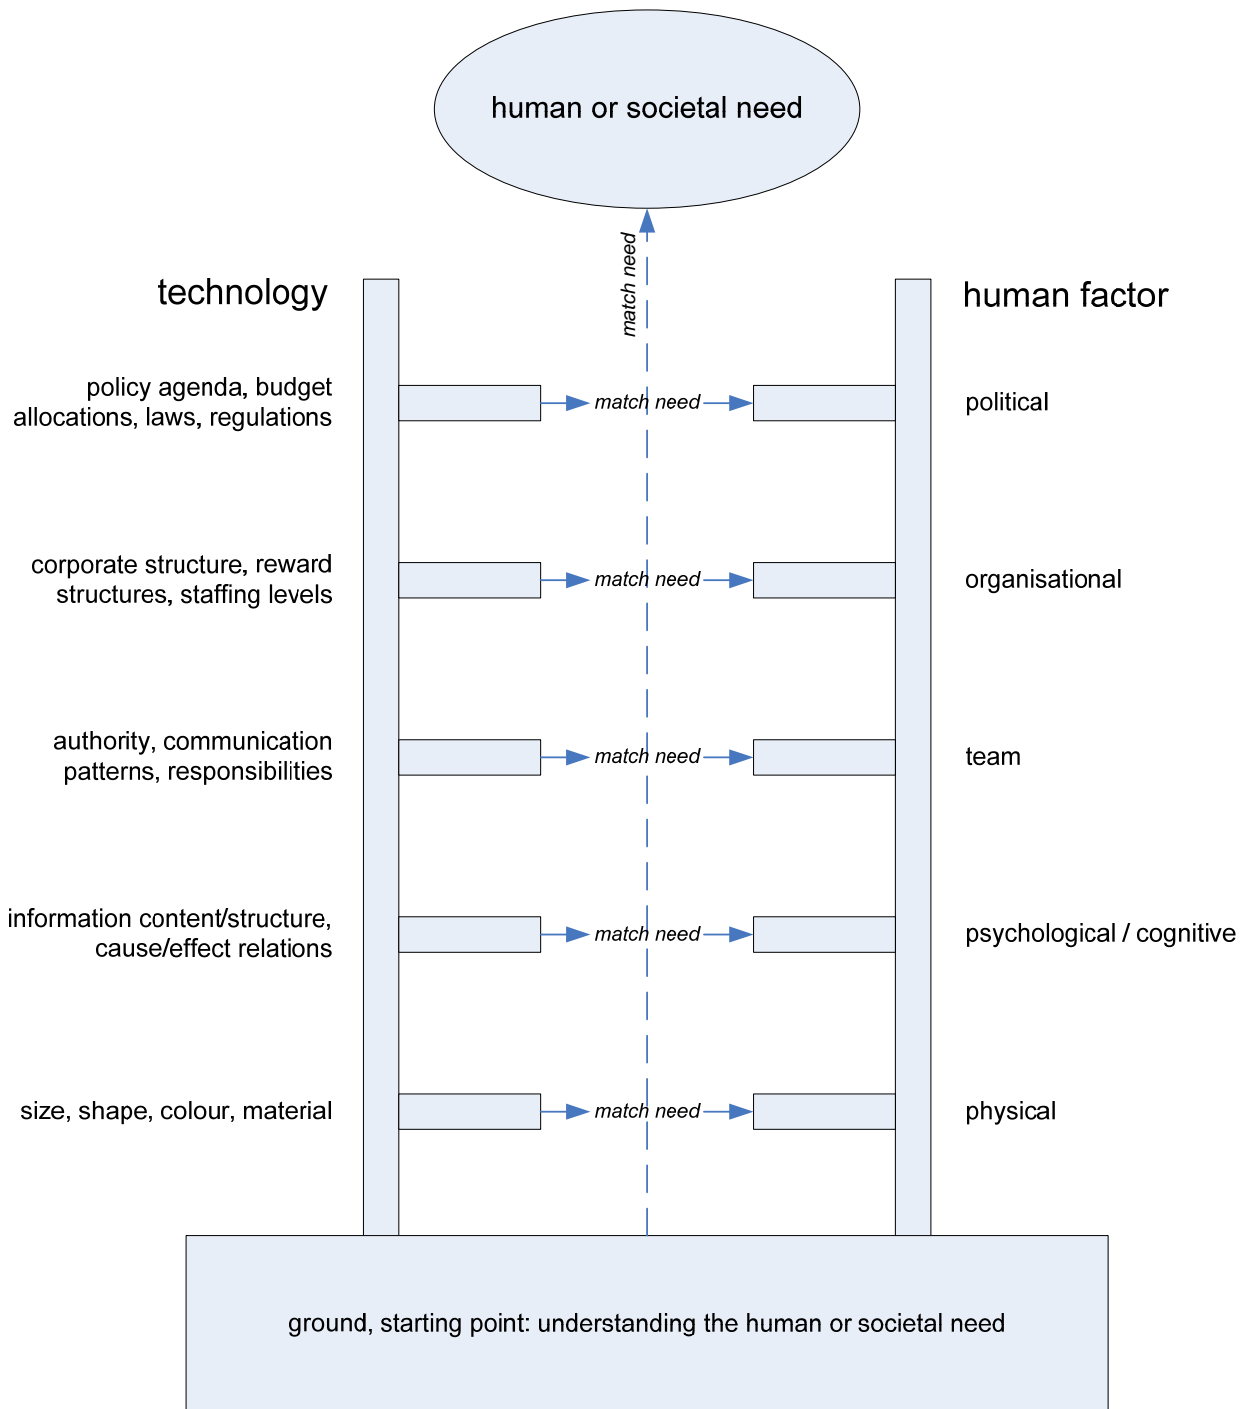 human or societal need
match need
technology
human factor
policy agenda, budget
allocations, laws, regulations
match need
political
corporate structure, reward
structures, staffing levels
match need
organisational
authority, communication
patterns, responsibilities
match need
team
information content/structure,
cause/effect relations
match need
psychological / cognitive
size, shape, colour, material
match need
physical
ground, starting point: understanding the human or societal need